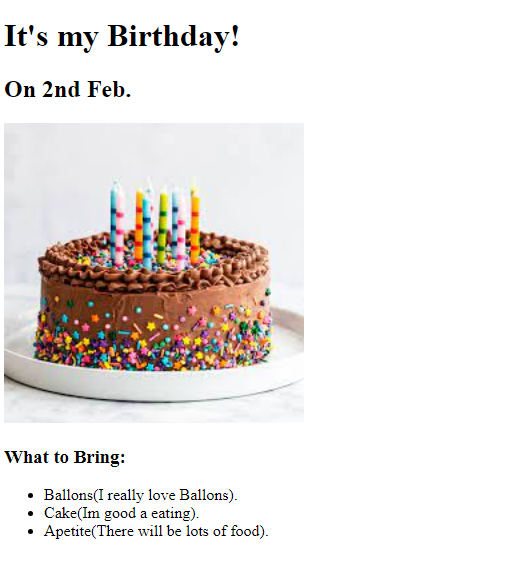 It's my Birthday!
On 2nd Feb.
What to Bring:
Ballons(I really love Ballons).
Cake(Im good a eating).
Apetite(There will be lots of food).